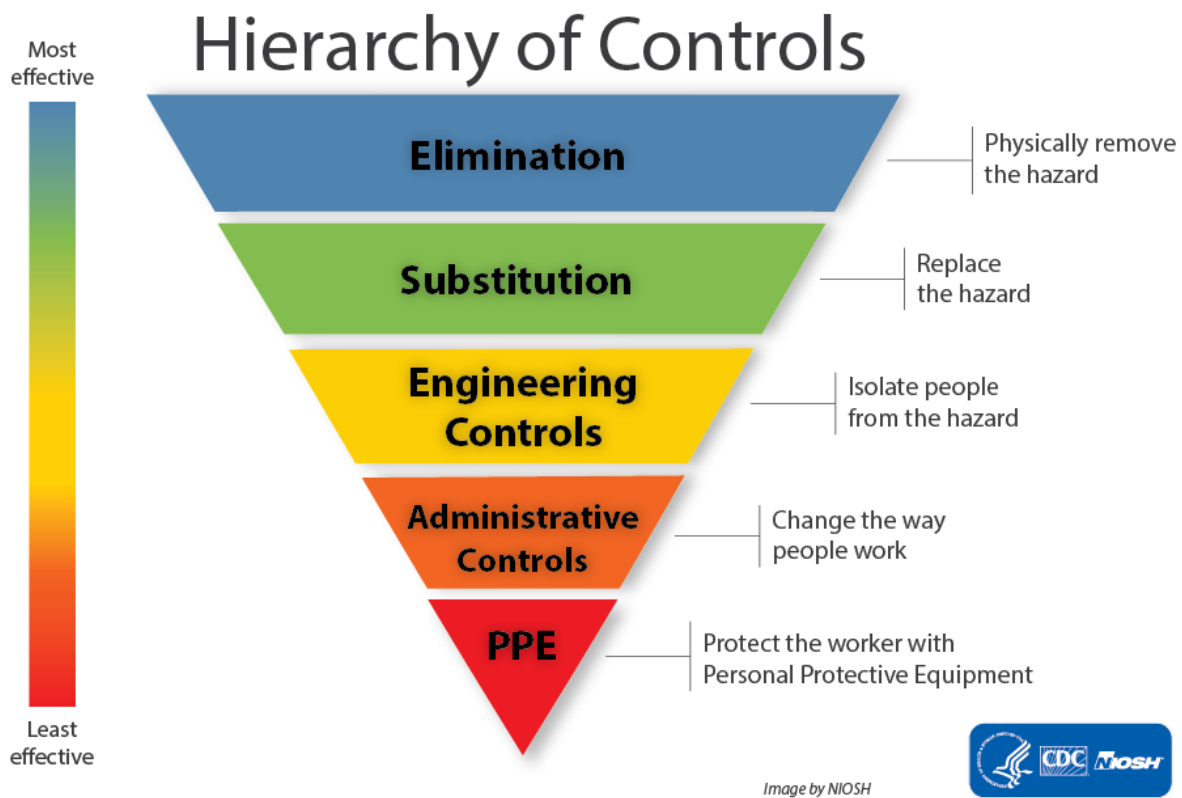 Hierarchy of Controls
Most
effective
Elimination
Physically remove
the hazard
Substitution
Replace
the hazard
Engineering
Controls
Isolate people
from the hazard
Administrative
Controls
Change the way
people work
PPE
Protect the worker with
Personal Protective Equipment
Least
effective
CDC
NIOSH
Image by NIOSH